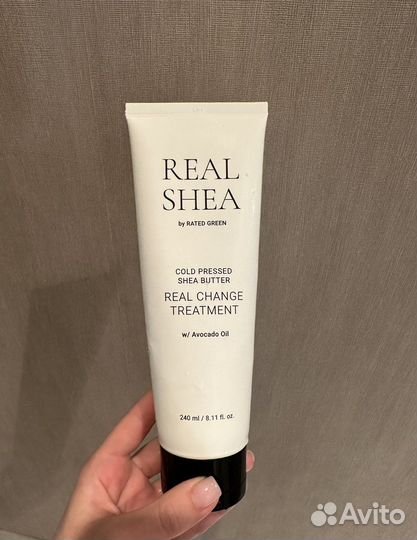 REAL
SHEA
by RATED GREEN
COLD PRESSED
SHEA BUTTER
REAL CHANGE
TREATMENT
w/ Avocado Oil
240 ml / 8.11 fl. oz.
Avito